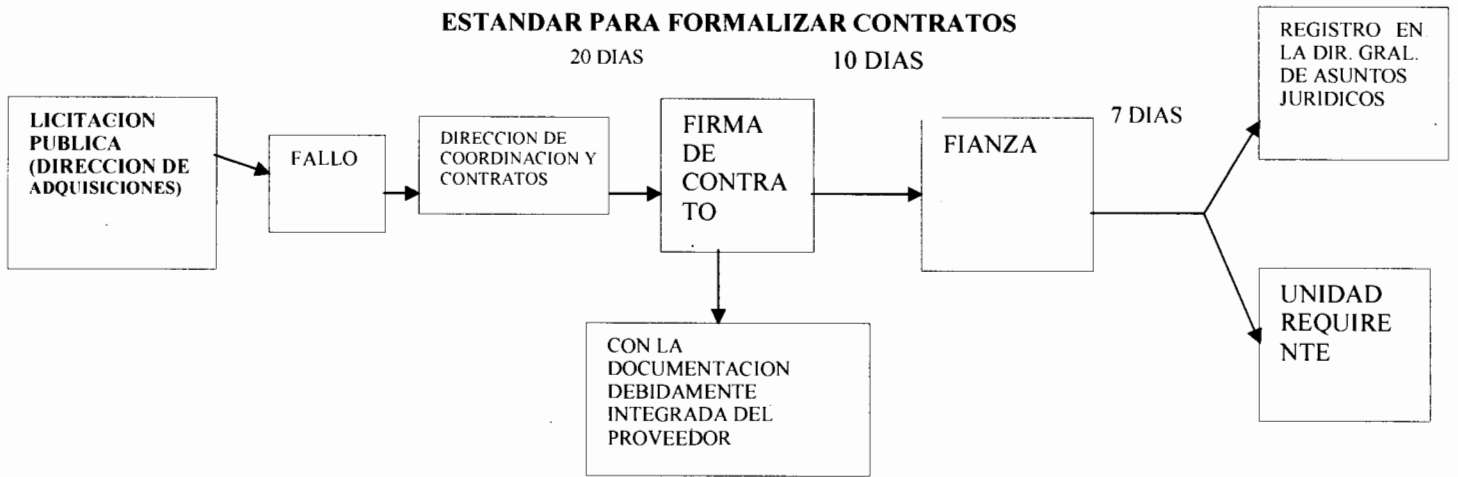 ESTANDAR PARA FORMALIZAR CONTRATOS
20 DIAS
10 DIAS
LICITACION
PUBLICA
(DIRECCION DE
ADQUISICIONES)
FALLO
DIRECCION DE
COORDINACION Y
CONTRATOS
FIRMA
DE
CONTRA
TO
CON LA
DOCUMENTACION
DEBIDAMENTE
INTEGRADA DEL
PROVEEDOR
FIANZA
7 DIAS
REGISTRO EN
LA DIR. GRAL.
DE ASUNTOS
JURIDICOS
UNIDAD
REQUIRE
NTE